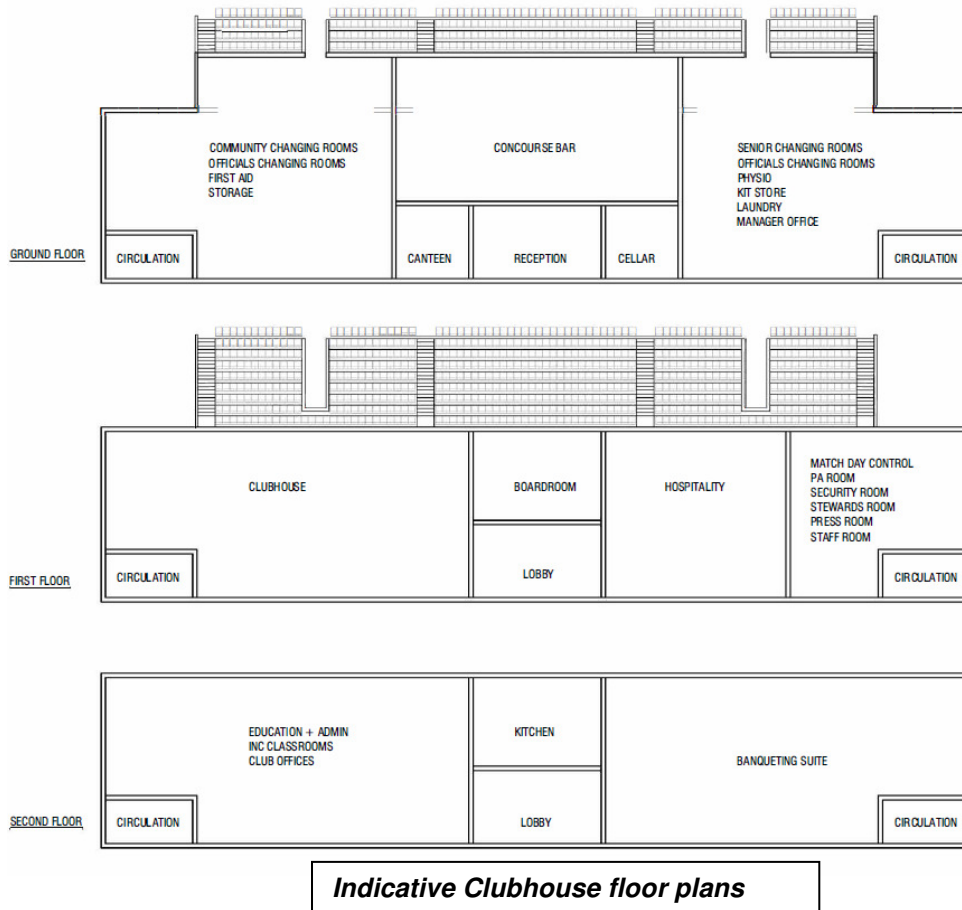 COMMUNITY CHANGING ROOMS
OFFICIALS CHANGING ROOMS
FIRST AID
STORAGE
CONCOURSE BAR
SENIOR CHANGING ROOMS
OFFICIALS CHANGING ROOMS
PHYSIO
KIT STORE
LAUNDRY
MANAGER OFFICE
GROUND FLOOR
CIRCULATION
CANTEEN
RECEPTION
CELLAR
CIRCULATION
CLUBHOUSE
BOARDROOM
HOSPITALITY
MATCH DAY CONTROL
PA ROOM
SECURITY ROOM
STEWARDS ROOM
PRESS ROOM
STAFF ROOM
FIRST FLOOR
CIRCULATION
LOBBY
CIRCULATION
EDUCATION + ADMIN
INC CLASSROOMS
CLUB OFFICES
KITCHEN
BANQUETING SUITE
SECOND FLOOR
CIRCULATION
LOBBY
CIRCULATION
Indicative Clubhouse floor plans